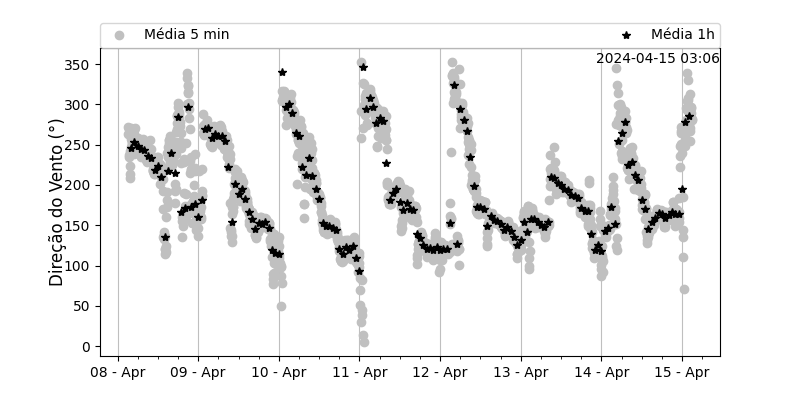 Média 5 min
Média 1h
2024-04-15 03:06
Direção do Vento (°)
350
300
250
200
150
100
50
0
08 - Apr
09 - Apr
10 - Apr
11 - Apr
12 - Apr
13 - Apr
14 - Apr
15 - Apr